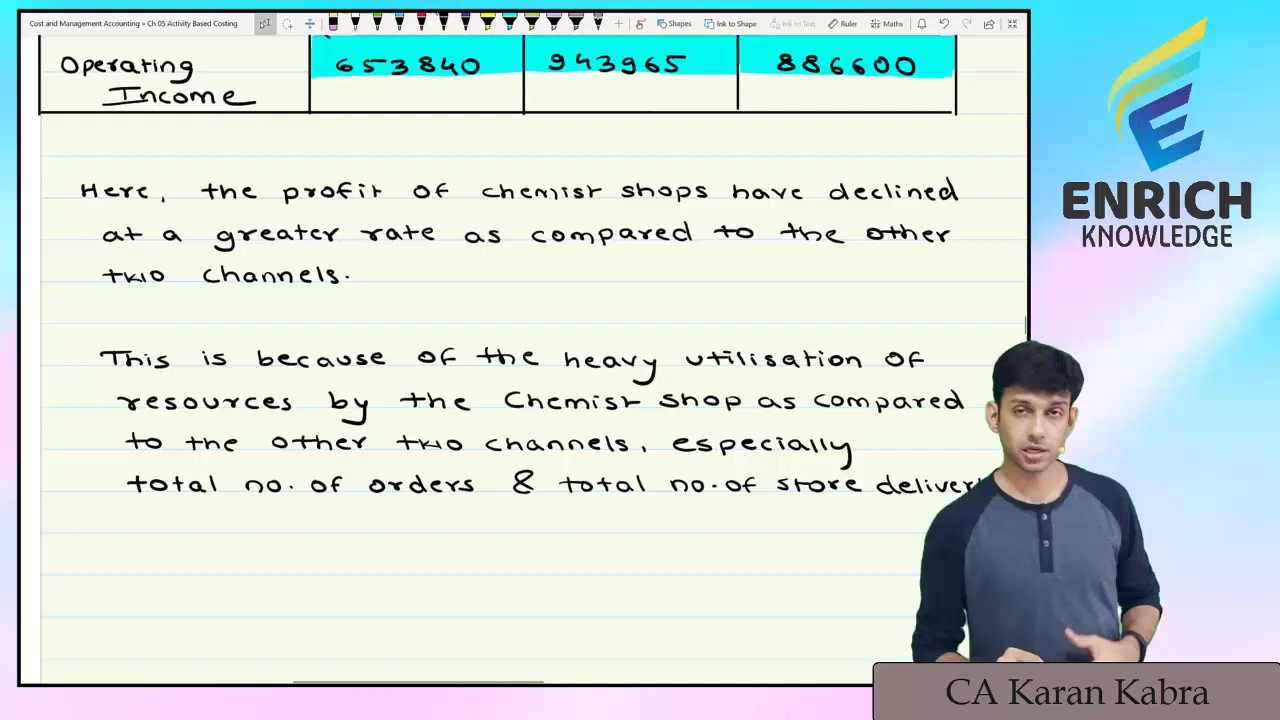 Cost and Management Accounting » Ch 05 Activity Based Costing
Shapes
Ink to Shape
Ink to Text
Ruler
Maths
Operating 653840 943965 886600
Income
Here, the profit of chemist shops have declined
at a greater rate as compared to the other
two channels.
This is because of the heavy utilisation of
resources by the Chemist shop as compared
to the other two channels, especially
total no. of orders & total no. of store deliver
ENRICH
KNOWLEDGE
CA Karan Kabra